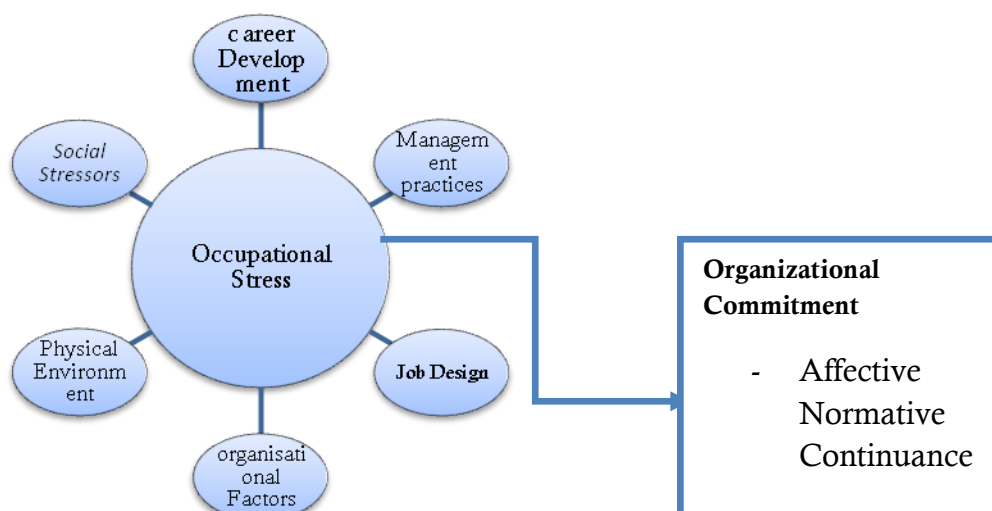 c areer
Develop
ment
Social
Stressors
Managem
ent
practices
Occupational
Stress
Physical
Environm
ent
Job Design
organisati
onal
Factors
Organizational
Commitment
- Affective
Normative
Continuance